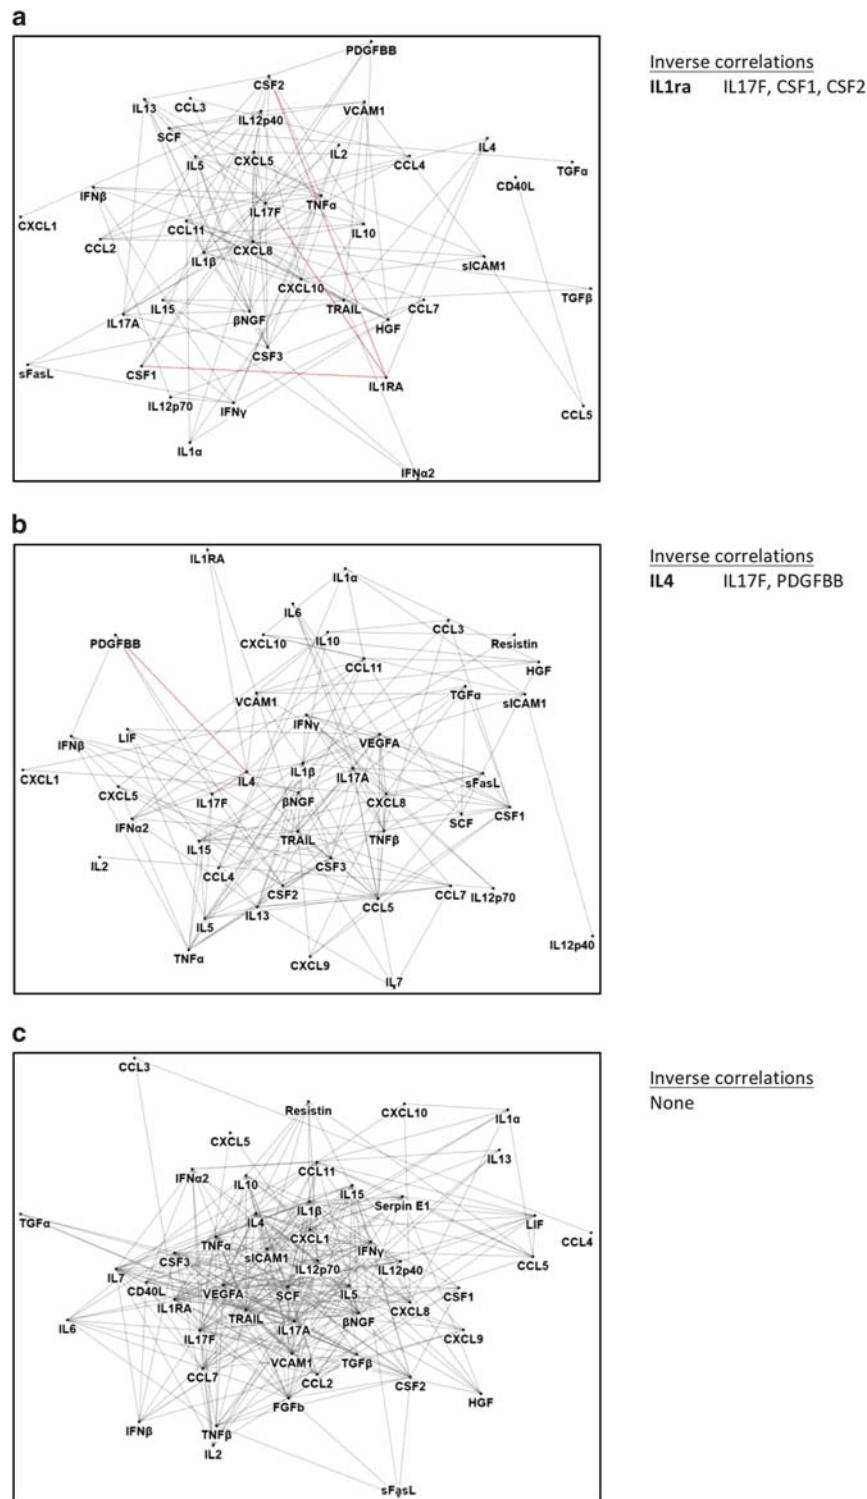 a
PDGFBB
CSF2
IL13 CCL3 IL12p40 VCAM1
SCF
IL5 CXCL5 IL2 CCL4 IL4
TGFα
CD40L
IFNβ
IL17F TNFα
CXCL1
CCL11 IL10
CCL2 CXCL8
IL1β sICAM1
CXCL10
TGFβ
IL17A IL15 βNGF TRAIL CCL7
HGF
CSF3
sFasL CSF1 IL1RA
IL12p70 IFNγ
CCL5
IL1α
IFNα2
Inverse correlations
IL1ra IL17F, CSF1, CSF2
b
IL1RA
IL1α
IL6
PDGFBB CXCL10 IL10 CCL3 Resistin
CCL11 HGF
VCAM1 TGFα sICAM1
IFNγ
IFNβ LIF VEGFA
CXCL1 IL4 IL1β IL17A sFasL
CXCL5 IL17F βNGF CXCL8
IFNα2 SCF CSF1
IL15 TRAIL TNFβ
IL2 CCL4 CSF3
CSF2 CCL7 IL12p70
IL5 IL13 CCL5
IL12p40
TNFα CXCL9
IL7
Inverse correlations
IL4 IL17F, PDGFBB
c
CCL3
Resistin CXCL10
IL1α
CXCL5
IL13
IFNα2 IL10 CCL11
IL15
IL1β Serpin E1
TGFα IL4 LIF
CXCL1 CCL4
TNFα IFNγ
CSF3 sICAM1
IL12p70 IL12p40 CCL5
IL7
CD40L VEGFA SCF IL5 CSF1
IL1RA CXCL8
TRAIL βNGF
IL6 IL17F IL17A CXCL9
VCAM1 TGFβ
CCL7 CCL2 CSF2
FGFb HGF
IFNβ TNFβ
IL2
sFasL
Inverse correlations
None